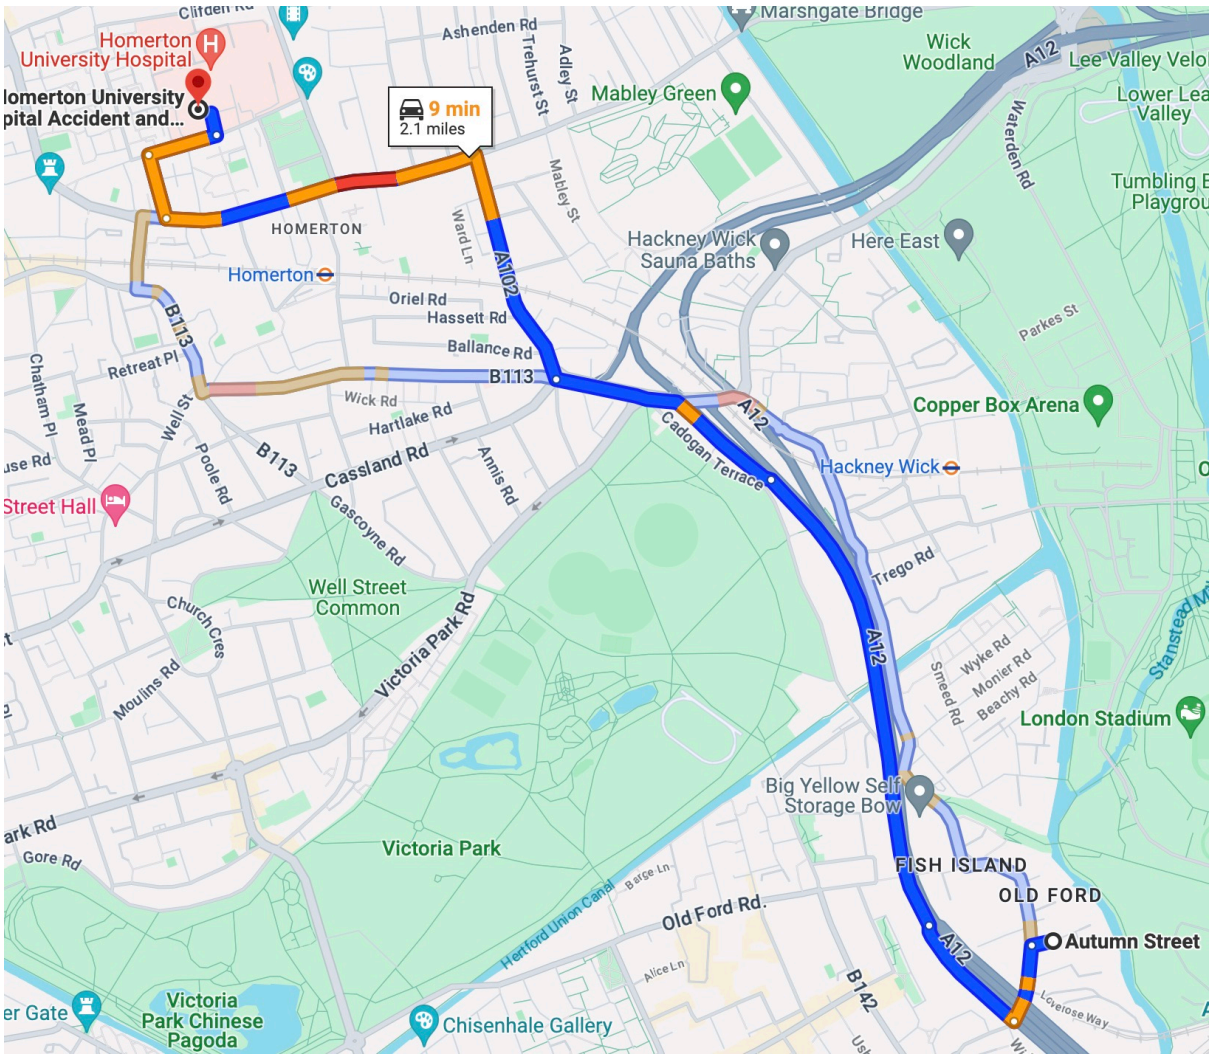 Clifden Rd
Marshgate Bridge
Ashenden Rd
Homerton
University Hospital
Trehurst St
Adley St
Wick
Woodland
A12
Lee Valley Velo
Mabley Green
Lower Lea
Valley
Homerton University
pital Accident and...
9 min
2.1 miles
Waterden Rd
Mabley St
Tumbling
Playgrou
Ward Ln
HOMERTON
Hackney Wick
Sauna Baths
Here East
Homerton
A102
Oriel Rd
Hassett Rd
Parkes St
B113
Ballance Rd
Retreat Pl
Chatham Pl
B113
Wick Rd
Mead Pl
Well St
Hartlake Rd
Copper Box Arena
A12
Cadogan Terrace
use Rd
Poole Rd
B113
Cassland Rd
Annis Rd
Hackney Wick
Street Hall
Gascoyne Rd
Trego Rd
Well Street
Common
Church Cres
Victoria Park Rd
A12
Wyke Rd
Monier Rd
Beachy Rd
Smeed Rd
Stanstead Mi
Moulins Rd
London Stadium
Big Yellow Self
Storage Bow
ark Rd
Gore Rd
Victoria Park
FISH ISLAND
OLD FORD
Barge Ln
Old Ford Rd.
Hertford Union Canal
A12
Autumn Street
Alice Ln
B142
Loverose Way
er Gate
Victoria
Park Chinese
Pagoda
Chisenhale Gallery